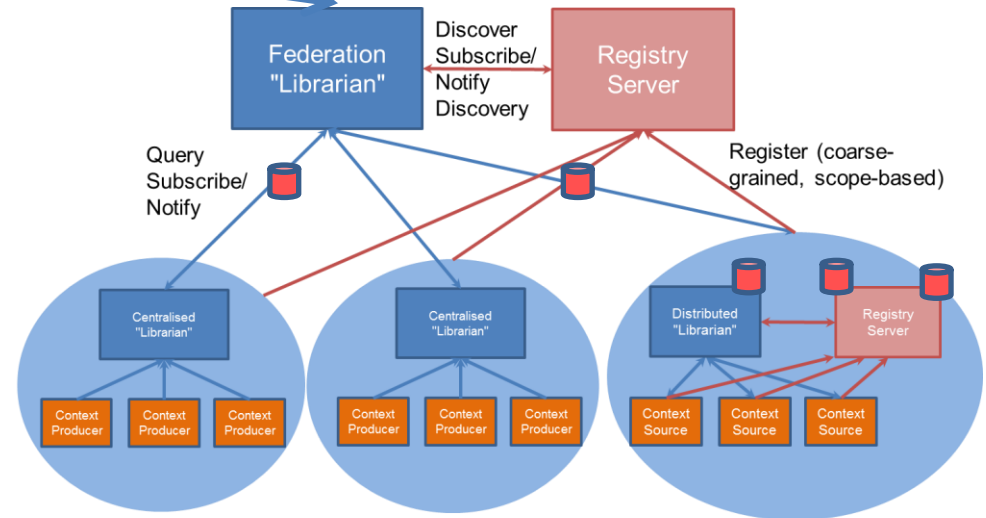 Federation
"Librarian"
Discover
Subscribe/
Notify
Discovery
Registry
Server
Query
Subscribe/
Notify
Register (coarse-
grained, scope-based)
Centralised
"Librarian"
Centralised
"Librarian"
Distributed
"Librarian"
Registry
Server
Context
Producer
Context
Producer
Context
Producer
Context
Producer
Context
Producer
Context
Producer
Context
Source
Context
Source
Context
Source